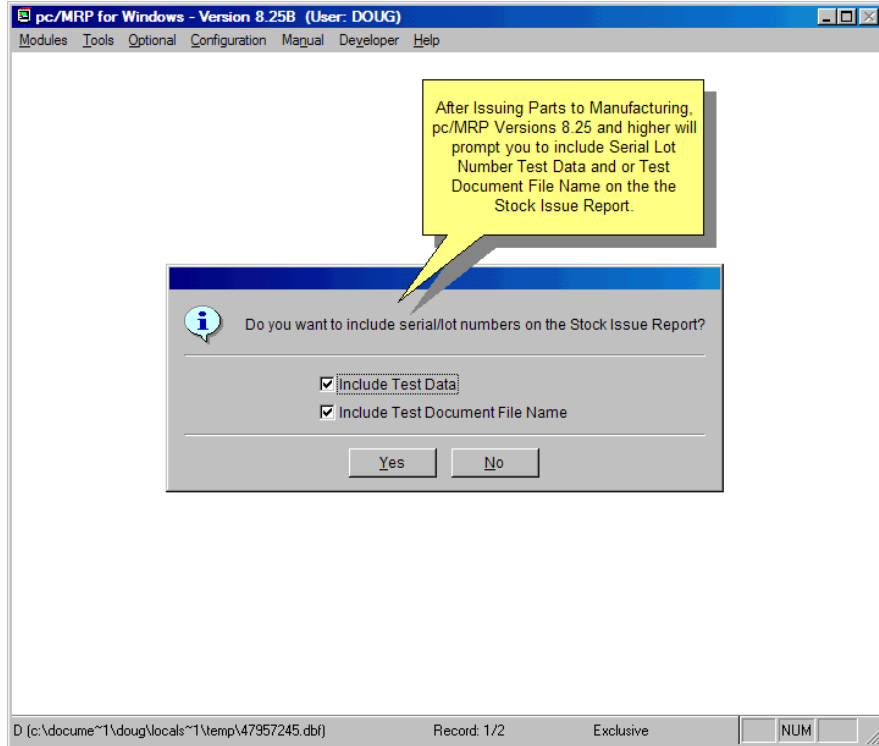 pc/MRP for Windows - Version 8.25B (User: DOUG)
Modules Tools Optional Configuration Manual Developer Help
After Issuing Parts to Manufacturing,
pc/MRP Versions 8.25 and higher will
prompt you to include Serial Lot
Number Test Data and or Test
Document File Name on the the
Stock Issue Report.
Do you want to include serial/lot numbers on the Stock Issue Report?
Include Test Data
Include Test Document File Name
Yes No
D (c:\docume~1\doug\locals~1\temp\47957245.dbf) Record: 1/2 Exclusive NUM